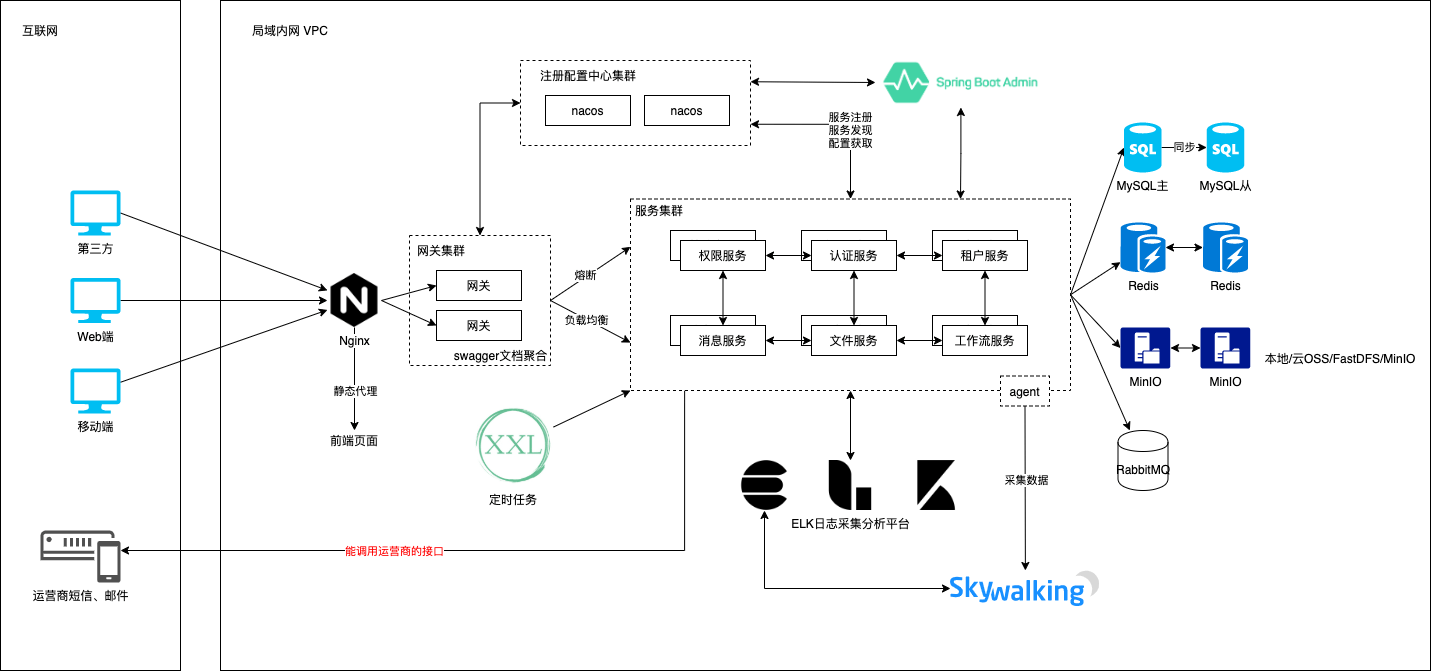 互联网
局域内网 VPC
注册配置中心集群
nacos
nacos
Spring Boot Admin
服务注册
服务发现
配置获取
SQL
同步
SQL
MySQL主
MySQL从
第三方
Web端
移动端
N
Nginx
静态代理
前端页面
网关集群
网关
网关
swagger文档聚合
熔断
负载均衡
服务集群
权限服务
认证服务
租户服务
消息服务
文件服务
工作流服务
agent
Redis
Redis
MinIO
MinIO
本地/云OSS/FastDFS/MinIO
RabbitMQ
XXL
定时任务
ELK日志采集分析平台
采集数据
Skywalking
能调用运营商的接口
运营商短信、邮件